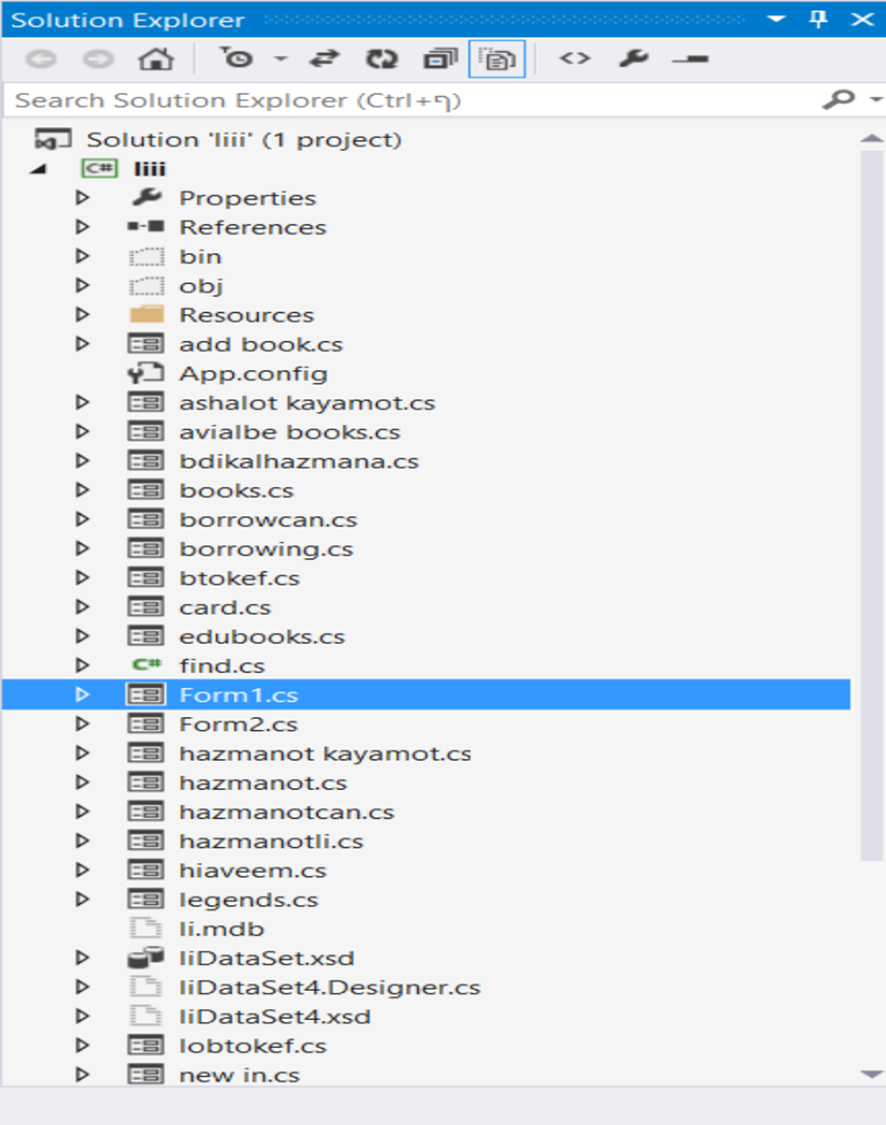 Solution Explorer
Search Solution Explorer (Ctrl+ף)
Solution 'liii' (1 project)
C# liii
Properties
References
bin
obj
Resources
add book.cs
App.config
ashalot kayamot.cs
avialbe books.cs
bdikalhazmana.cs
books.cs
borrowcan.cs
borrowing.cs
btokef.cs
card.cs
edubooks.cs
C# find.cs
Form1.cs
Form2.cs
hazmanot kayamot.cs
hazmanot.cs
hazmanotcan.cs
hazmanotli.cs
hiaveem.cs
legends.cs
li.mdb
liDataSet.xsd
liDataSet4.Designer.cs
liDataSet4.xsd
lobtokef.cs
new in.cs